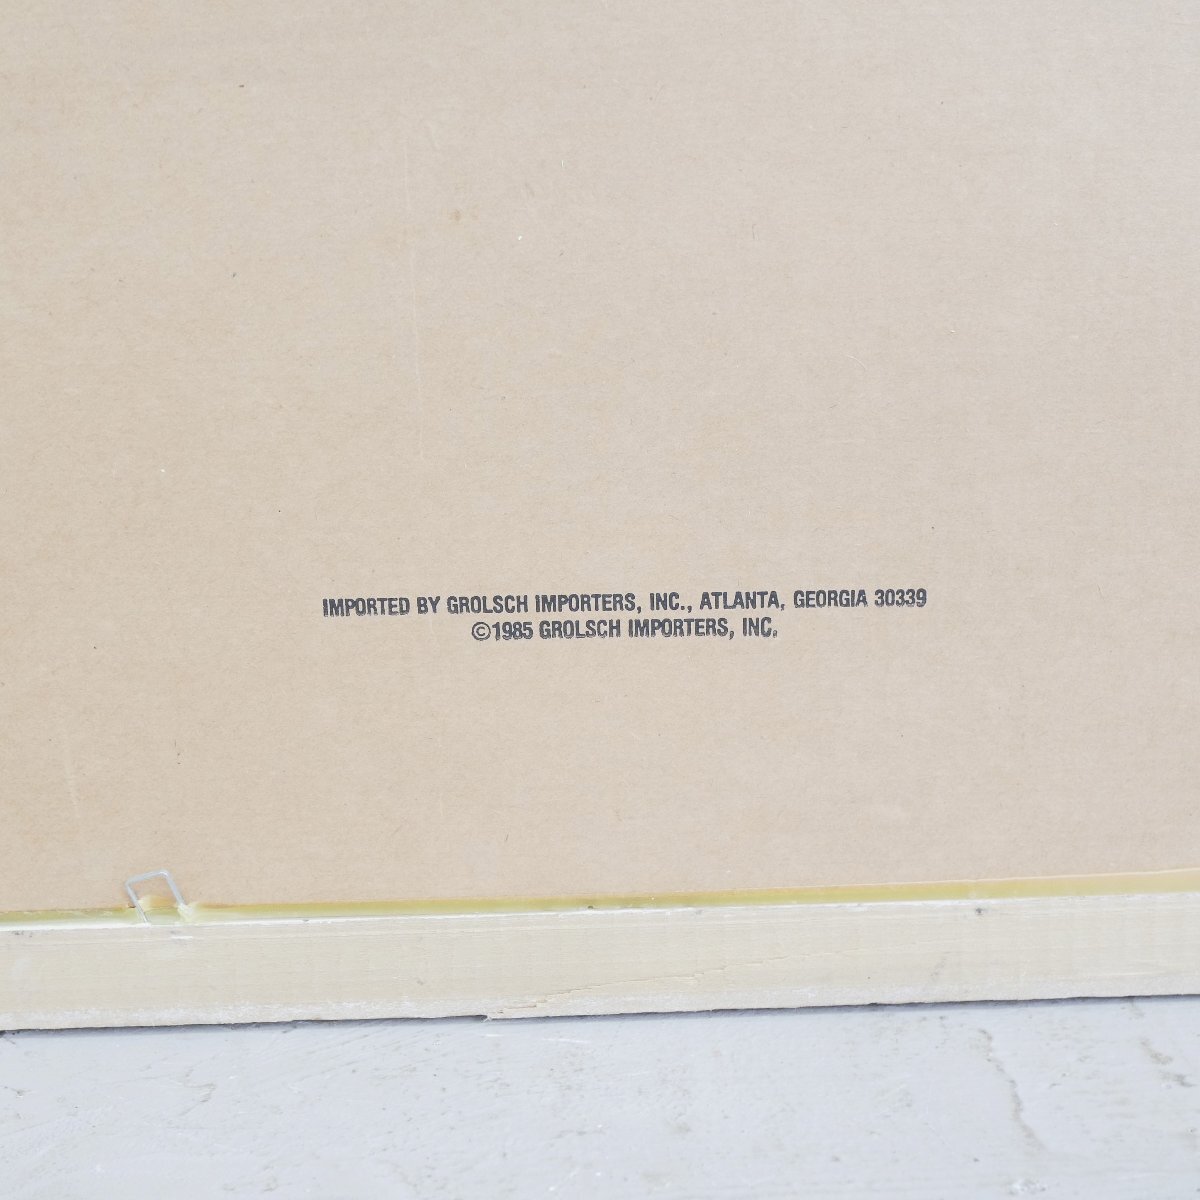 IMPORTED BY GROLSCH IMPORTERS, INC., ATLANTA, GEORGIA 30339
©1985 GROLSCH IMPORTERS, INC.